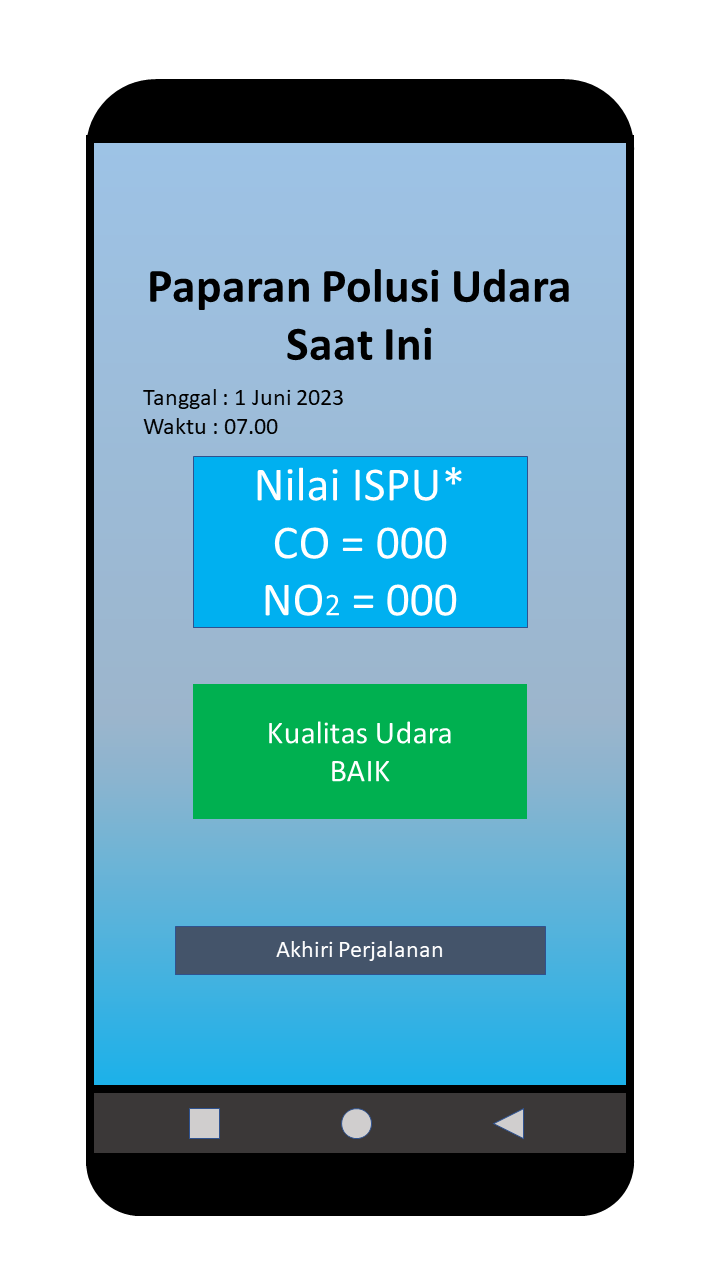 Paparan Polusi Udara
Saat Ini
Tanggal : 1 Juni 2023
Waktu : 07.00
Nilai ISPU*
CO = 000
NO2 = 000
Kualitas Udara
BAIK
Akhiri Perjalanan